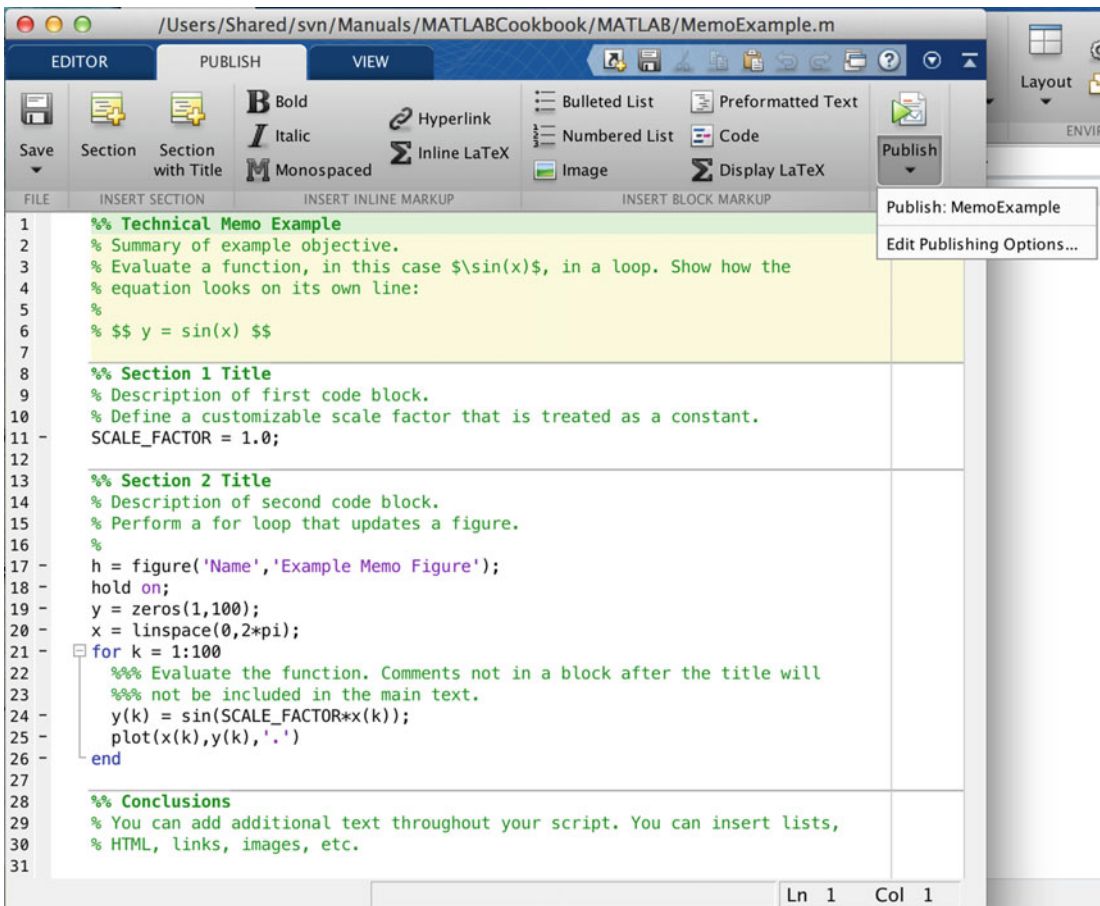 /Users/Shared/svn/Manuals/MATLABCookbook/MATLAB/MemoExample.m
EDITOR PUBLISH VIEW
Layout
Save
Section
Section with Title
Bold
Italic
Monospaced
Hyperlink
Inline LaTeX
Bulleted List
Numbered List
Image
Preformatted Text
Code
Display LaTeX
Publish
FILE INSERT SECTION INSERT INLINE MARKUP INSERT BLOCK MARKUP
Publish: MemoExample
Edit Publishing Options...
1 %% Technical Memo Example
2 % Summary of example objective.
3 % Evaluate a function, in this case $\sin(x)$, in a loop. Show how the
4 % equation looks on its own line:
5 %
6 % $$ y = sin(x) $$
7
8 %% Section 1 Title
9 % Description of first code block.
10 % Define a customizable scale factor that is treated as a constant.
11 - SCALE_FACTOR = 1.0;
12
13 %% Section 2 Title
14 % Description of second code block.
15 % Perform a for loop that updates a figure.
16 %
17 - h = figure('Name','Example Memo Figure');
18 - hold on;
19 - y = zeros(1,100);
20 - x = linspace(0,2*pi);
21 - for k = 1:100
22 %%% Evaluate the function. Comments not in a block after the title will
23 %%% not be included in the main text.
24 - y(k) = sin(SCALE_FACTOR*x(k));
25 - plot(x(k),y(k),'.')
26 - end
27
28 %% Conclusions
29 % You can add additional text throughout your script. You can insert lists,
30 % HTML, links, images, etc.
31
Ln 1 Col 1